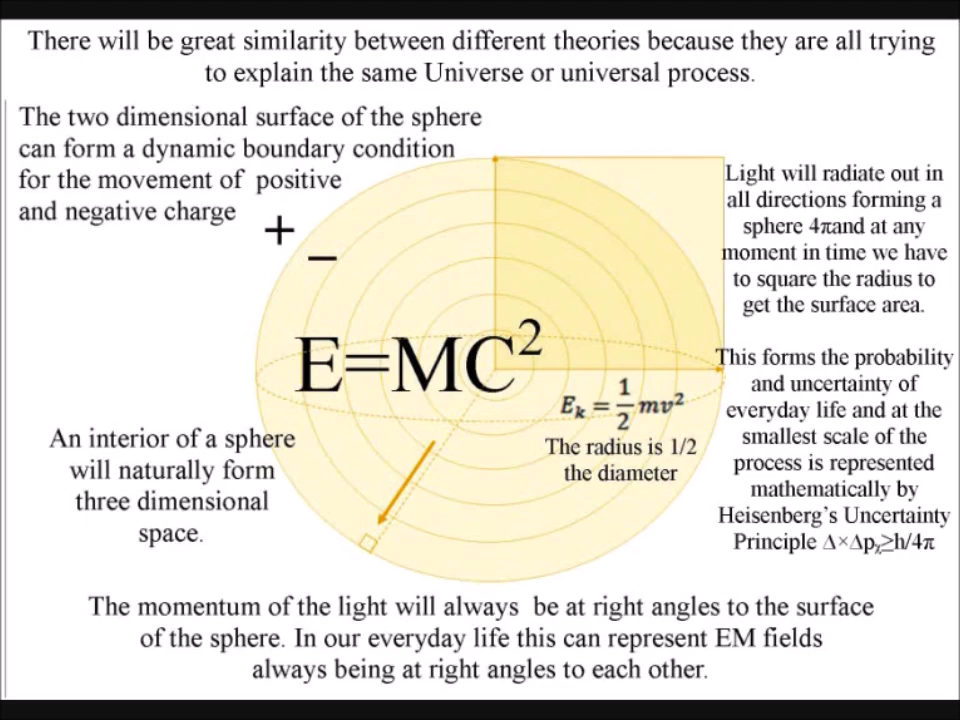 There will be great similarity between different theories because they are all trying
to explain the same Universe or universal process.
The two dimensional surface of the sphere
can form a dynamic boundary condition
for the movement of positive
and negative charge
+
−
Light will radiate out in
all directions forming a
sphere 4πand at any
moment in time we have
to square the radius to
get the surface area.
E=MC²
Eₖ = 1/2 mv²
The radius is 1/2
the diameter
This forms the probability
and uncertainty of
everyday life and at the
smallest scale of the
process is represented
mathematically by
Heisenberg's Uncertainty
Principle Δ×Δpᵪ≥h/4π
An interior of a sphere
will naturally form
three dimensional
space.
The momentum of the light will always be at right angles to the surface
of the sphere. In our everyday life this can represent EM fields
always being at right angles to each other.